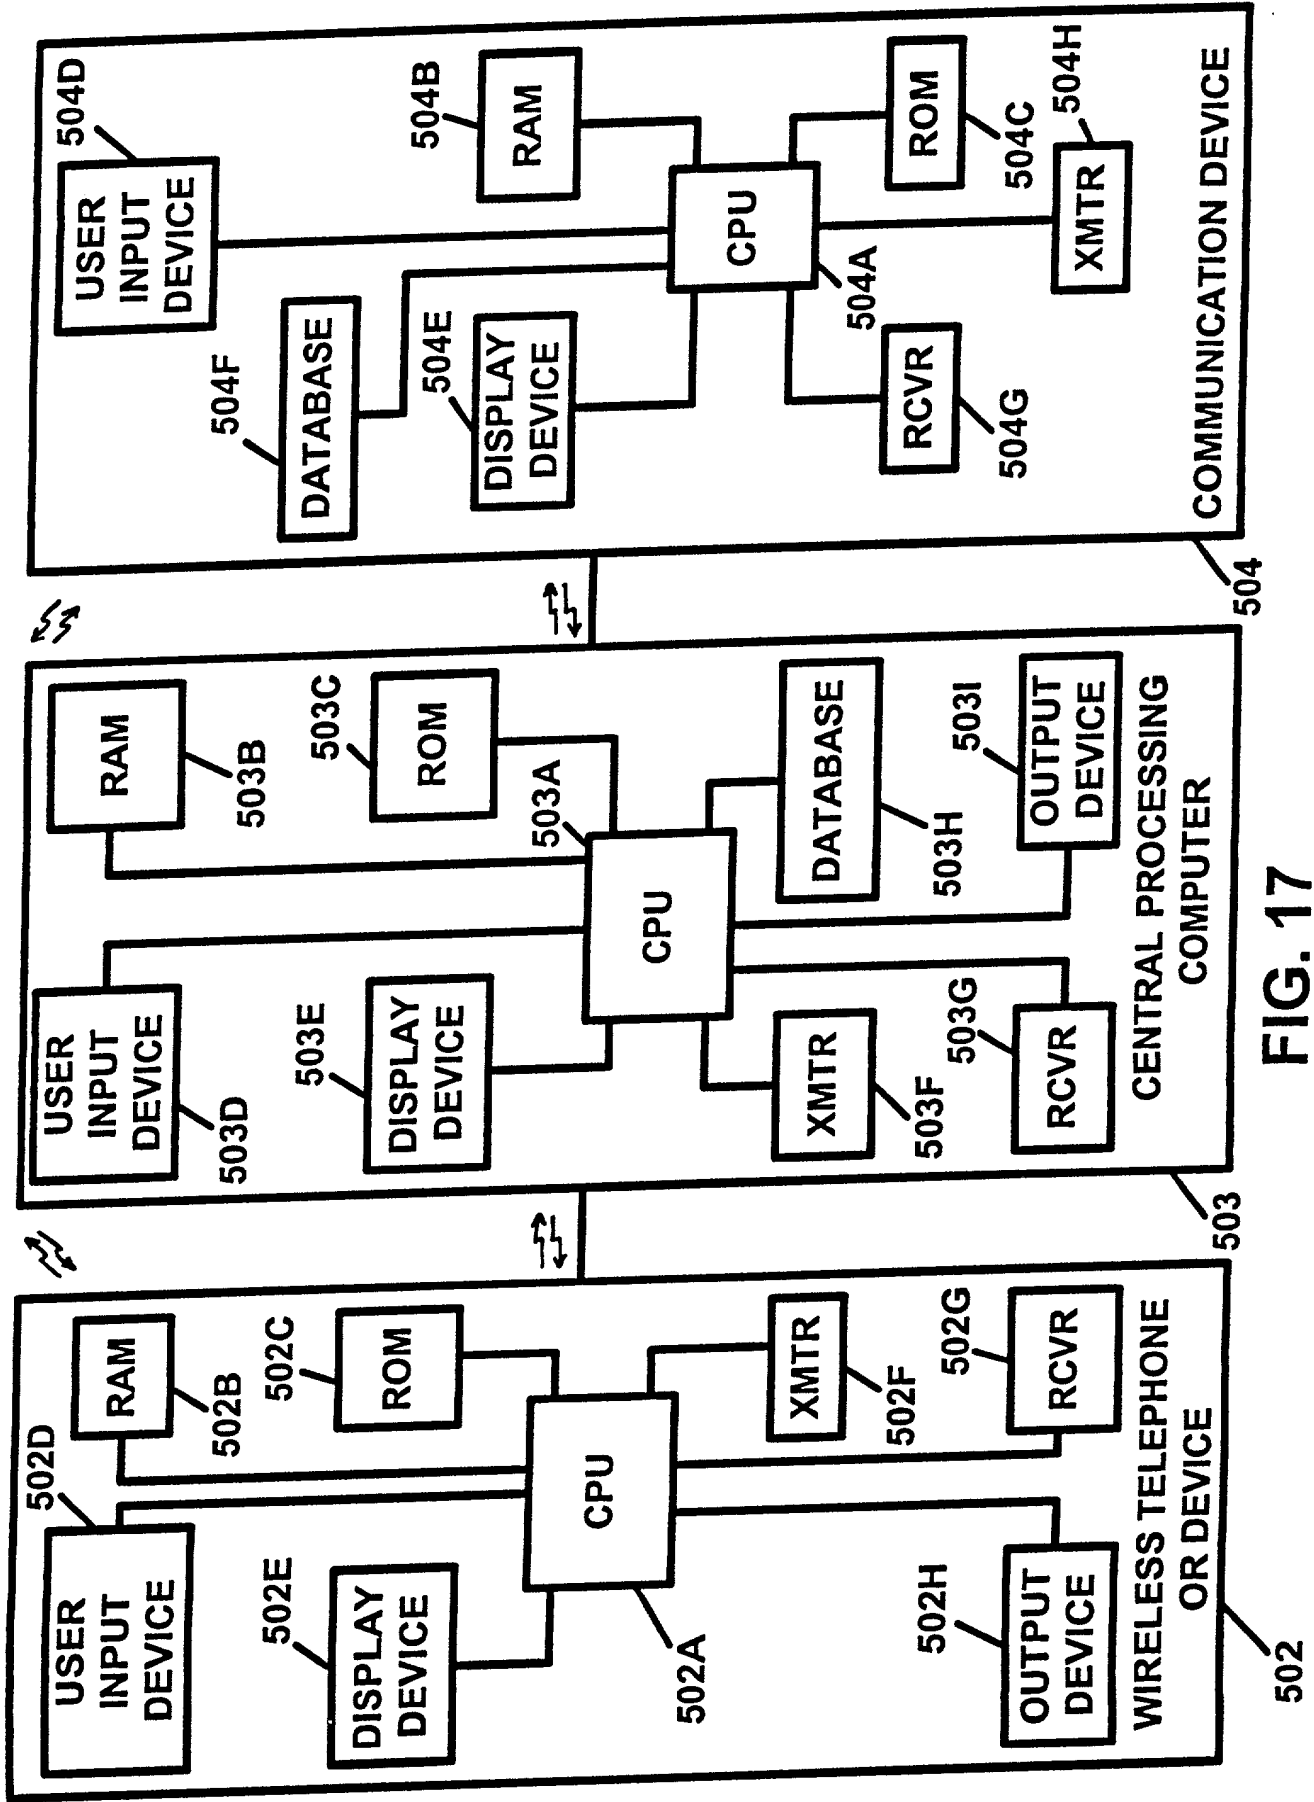 502D
USER
INPUT
DEVICE
RAM
502B
502E
DISPLAY
DEVICE
502C
ROM
CPU
502A
XMTR
502F
502H
OUTPUT
DEVICE
502G
RCVR
WIRELESS TELEPHONE
OR DEVICE
502
USER
INPUT
DEVICE
503D
RAM
503B
503E
DISPLAY
DEVICE
503C
ROM
503A
CPU
XMTR
503F
DATABASE
503H
503G
RCVR
503I
OUTPUT
DEVICE
CENTRAL PROCESSING
COMPUTER
503
504D
USER
INPUT
DEVICE
504F
DATABASE
504B
RAM
504E
DISPLAY
DEVICE
CPU
504A
RCVR
504G
ROM
504C
504H
XMTR
COMMUNICATION DEVICE
504
FIG. 17